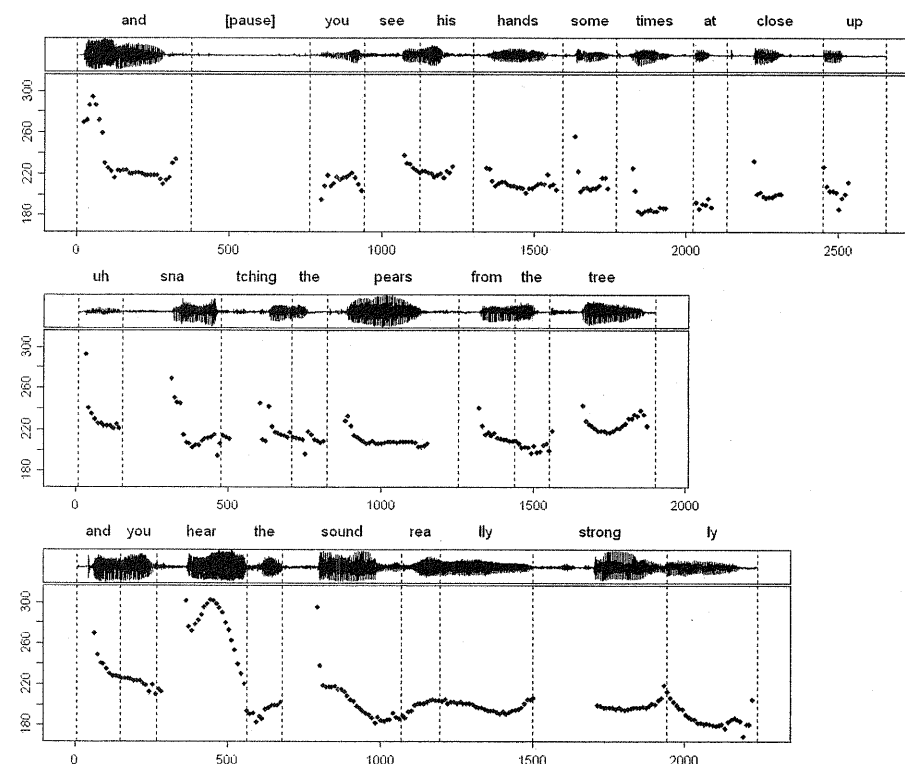 and [pause] you see his hands some times at close up
300
260
220
180
0 500 1000 1500 2000 2500
uh sna tching the pears from the tree
300
260
220
180
0 500 1000 1500 2000
and you hear the sound rea lly strong ly
300
260
220
180
0 500 1000 1500 2000